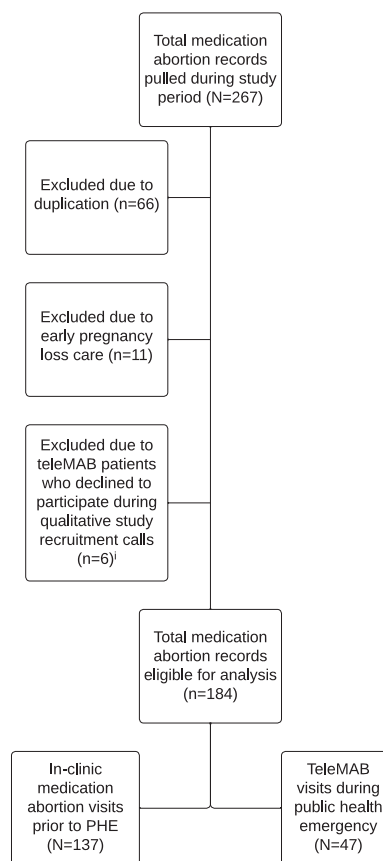 Total medication
abortion records
pulled during study
period (N=267)
Excluded due to
duplication (n=66)
Excluded due to
early pregnancy
loss care (n=11)
Excluded due to
teleMAB patients
who declined to
participate during
qualitative study
recruitment calls
(n=6)ⁱ
Total medication
abortion records
eligible for analysis
(n=184)
In-clinic
medication
abortion visits
prior to PHE
(N=137)
TeleMAB
visits during
public health
emergency
(N=47)